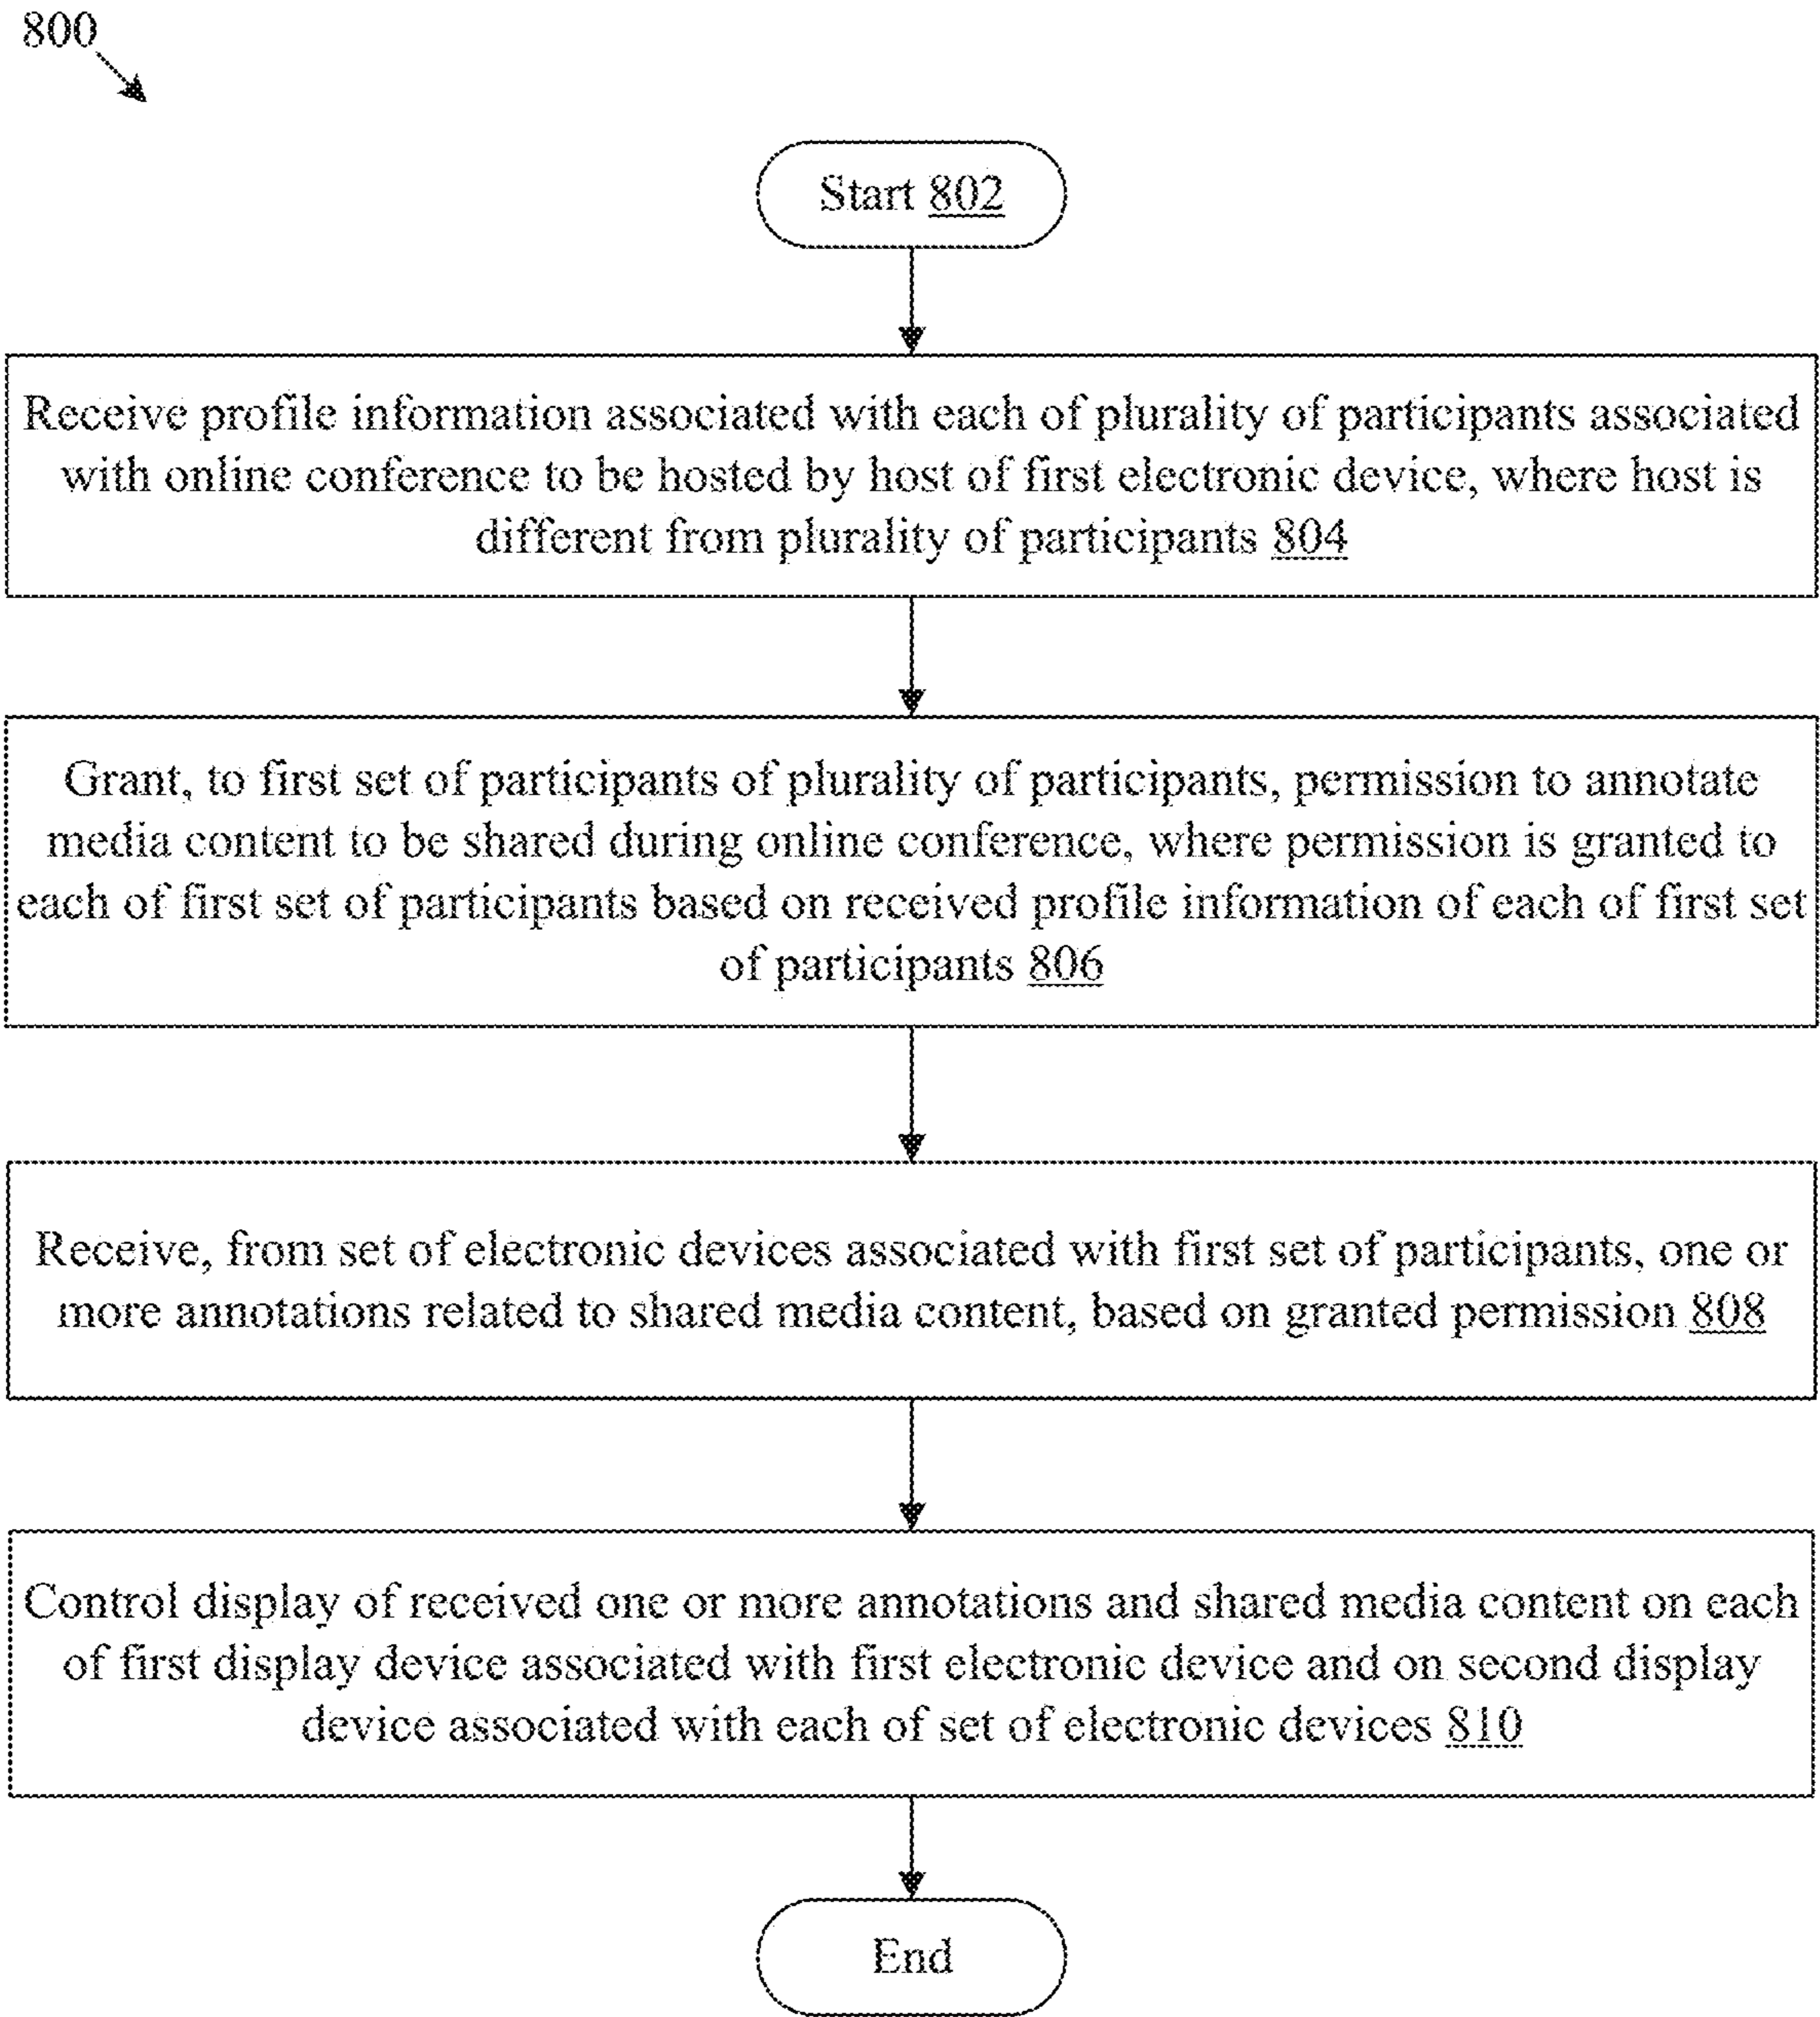 800
Start 802
Receive profile information associated with each of plurality of participants associated
with online conference to be hosted by host of first electronic device, where host is
different from plurality of participants 804
Grant, to first set of participants of plurality of participants, permission to annotate
media content to be shared during online conference, where permission is granted to
each of first set of participants based on received profile information of each of first set
of participants 806
Receive, from set of electronic devices associated with first set of participants, one or
more annotations related to shared media content, based on granted permission 808
Control display of received one or more annotations and shared media content on each
of first display device associated with first electronic device and on second display
device associated with each of set of electronic devices 810
End